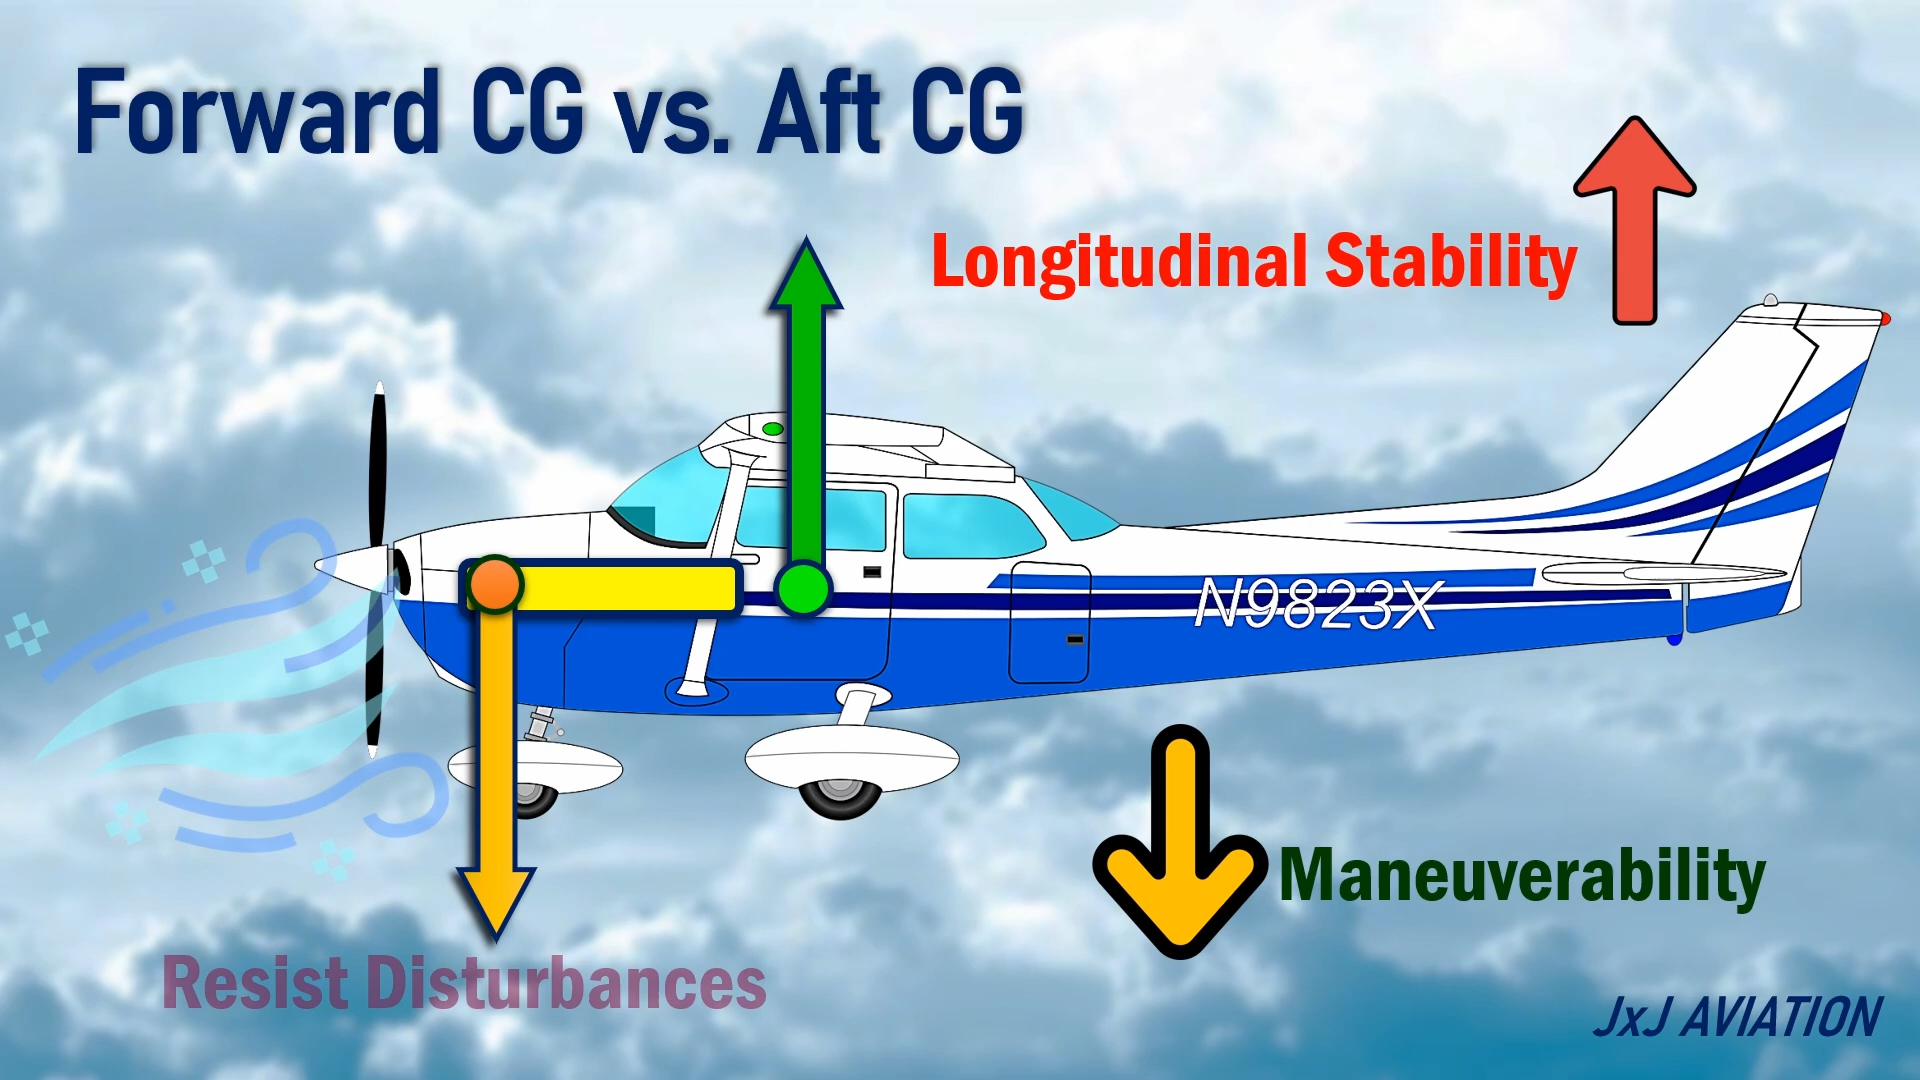 Forward CG vs. Aft CG
Longitudinal Stability
N9823X
Maneuverability
Resist Disturbances
JxJ AVIATION